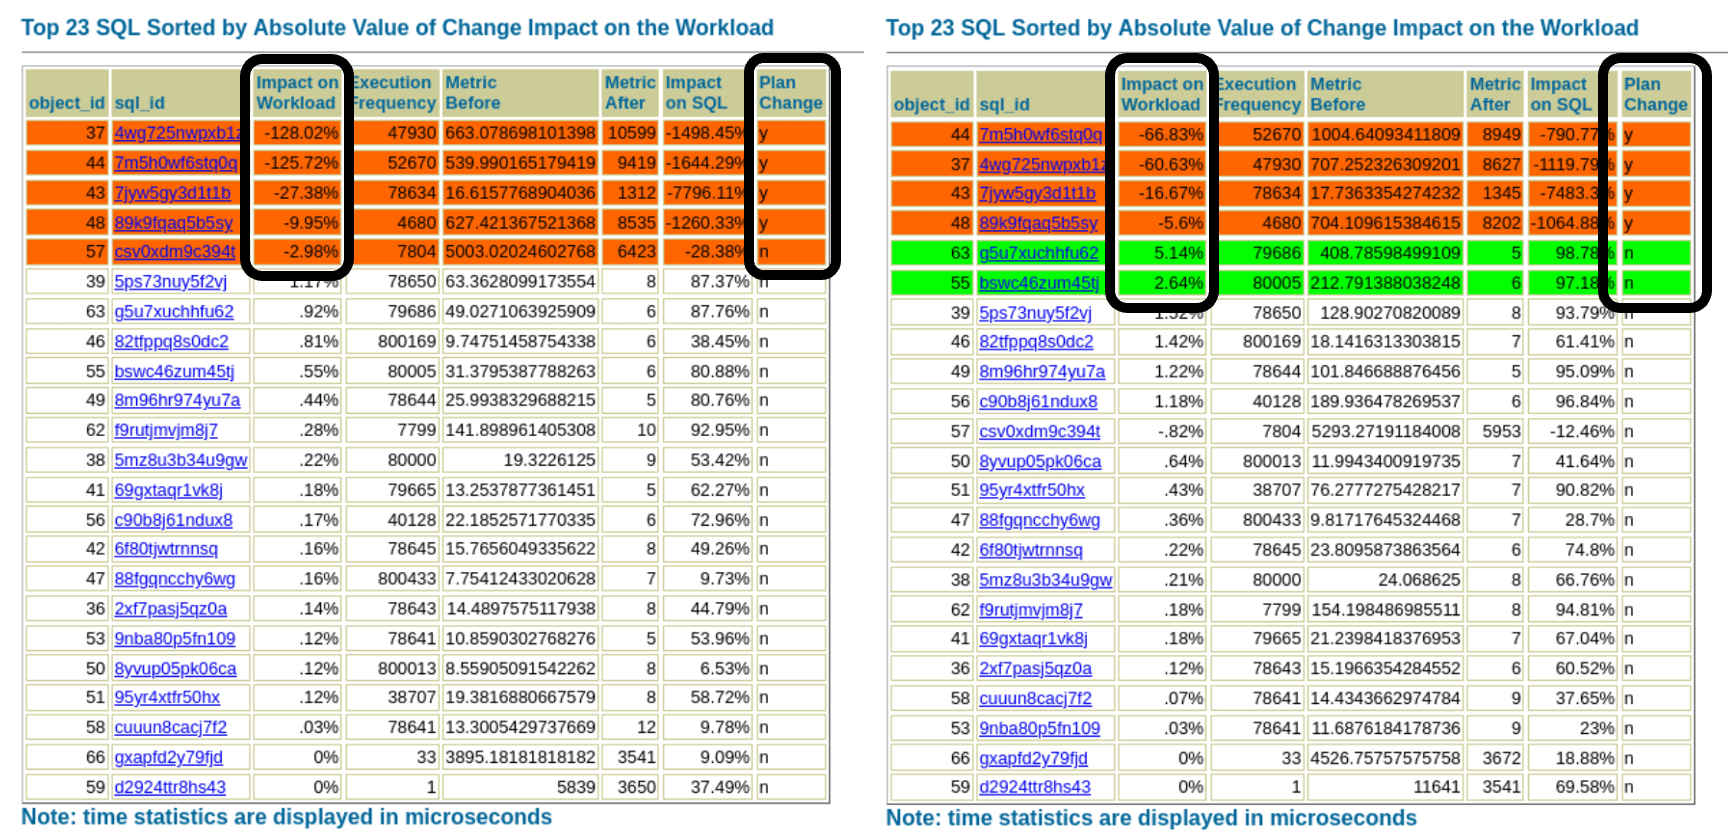 Top 23 SQL Sorted by Absolute Value of Change Impact on the Workload
object_id sql_id Impact on Workload Execution Frequency Metric Before Metric After Impact on SQL Plan Change
37 4wg725nwpxb1z -128.02% 47930 663.078698101398 10599 -1498.45% y
44 7m5h0wf6stq0q -125.72% 52670 539.990165179419 9419 -1644.29% y
43 7jyw5gy3d1t1b -27.38% 78634 16.6157768904036 1312 -7796.11% y
48 89k9fqaq5b5sy -9.95% 4680 627.421367521368 8535 -1260.33% y
57 csv0xdm9c394t -2.98% 7804 5003.02024602768 6423 -28.38% n
39 5ps73nuy5f2vj 1.17% 78650 63.3628099173554 8 87.37% n
63 g5u7xuchhfu62 .92% 79686 49.0271063925909 6 87.76% n
46 82tfppq8s0dc2 .81% 800169 9.74751458754338 6 38.45% n
55 bswc46zum45tj .55% 80005 31.3795387788263 6 80.88% n
49 8m96hr974yu7a .44% 78644 25.9938329688215 5 80.76% n
62 f9rutjmvjm8j7 .28% 7799 141.898961405308 10 92.95% n
38 5mz8u3b34u9gw .22% 80000 19.3226125 9 53.42% n
41 69gxtaqr1vk8j .18% 79665 13.2537877361451 5 62.27% n
56 c90b8j61ndux8 .17% 40128 22.1852571770335 6 72.96% n
42 6f80tjwtrnnsq .16% 78645 15.7656049335622 8 49.26% n
47 88fgqncchy6wg .16% 800433 7.75412433020628 7 9.73% n
36 2xf7pasj5qz0a .14% 78643 14.4897575117938 8 44.79% n
53 9nba80p5fn109 .12% 78641 10.8590302768276 5 53.96% n
50 8yvup05pk06ca .12% 800013 8.55905091542262 8 6.53% n
51 95yr4xtfr50hx .12% 38707 19.3816880667579 8 58.72% n
58 cuuun8cacj7f2 .03% 78641 13.3005429737669 12 9.78% n
66 gxapfd2y79fjd 0% 33 3895.18181818182 3541 9.09% n
59 d2924ttr8hs43 0% 1 5839 3650 37.49% n
Note: time statistics are displayed in microseconds
Top 23 SQL Sorted by Absolute Value of Change Impact on the Workload
object_id sql_id Impact on Workload Execution Frequency Metric Before Metric After Impact on SQL Plan Change
44 7m5h0wf6stq0q -66.83% 52670 1004.64093411809 8949 -790.77% y
37 4wg725nwpxb1z -60.63% 47930 707.252326309201 8627 -1119.79% y
43 7jyw5gy3d1t1b -16.67% 78634 17.7363354274232 1345 -7483.3% y
48 89k9fqaq5b5sy -5.6% 4680 704.109615384615 8202 -1064.88% y
63 g5u7xuchhfu62 5.14% 79686 408.78598499109 5 98.78% n
55 bswc46zum45tj 2.64% 80005 212.791388038248 6 97.18% n
39 5ps73nuy5f2vj 1.52% 78650 128.90270820089 8 93.79% n
46 82tfppq8s0dc2 1.42% 800169 18.1416313303815 7 61.41% n
49 8m96hr974yu7a 1.22% 78644 101.846688876456 5 95.09% n
56 c90b8j61ndux8 1.18% 40128 189.936478269537 6 96.84% n
57 csv0xdm9c394t -.82% 7804 5293.27191184008 5953 -12.46% n
50 8yvup05pk06ca .64% 800013 11.9943400919735 7 41.64% n
51 95yr4xtfr50hx .43% 38707 76.2777275428217 7 90.82% n
47 88fgqncchy6wg .36% 800433 9.81717645324468 7 28.7% n
42 6f80tjwtrnnsq .22% 78645 23.8095873863564 6 74.8% n
38 5mz8u3b34u9gw .21% 80000 24.068625 8 66.76% n
62 f9rutjmvjm8j7 .18% 7799 154.198486985511 8 94.81% n
41 69gxtaqr1vk8j .18% 79665 21.2398418376953 7 67.04% n
36 2xf7pasj5qz0a .12% 78643 15.1966354284552 6 60.52% n
58 cuuun8cacj7f2 .07% 78641 14.4343662974784 9 37.65% n
53 9nba80p5fn109 .03% 78641 11.6876184178736 9 23% n
66 gxapfd2y79fjd 0% 33 4526.75757575758 3672 18.88% n
59 d2924ttr8hs43 0% 1 11641 3541 69.58% n
Note: time statistics are displayed in microseconds